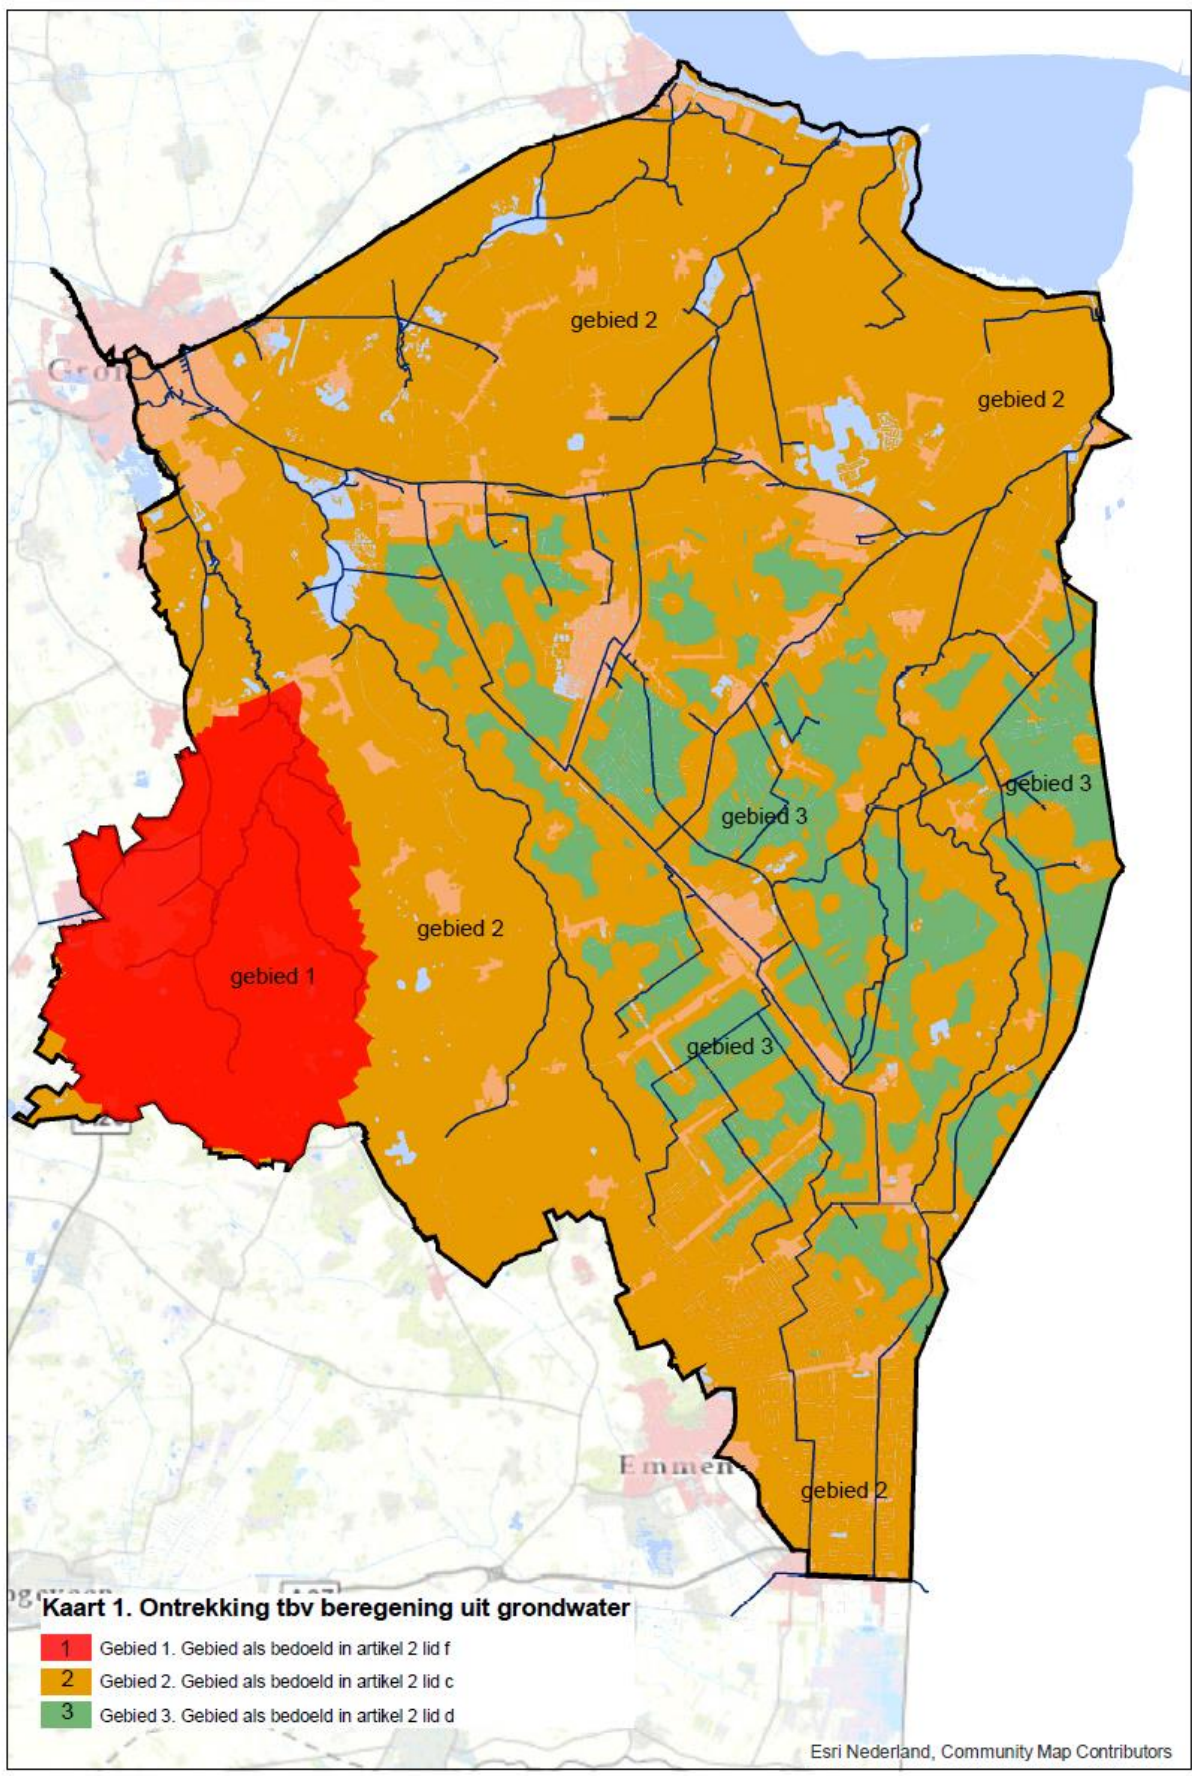 gebied 2
gebied 2
Gron
gebied 3
gebied 3
gebied 2
gebied 1
gebied 3
Emmen
gebied 2
Kaart 1. Ontrekking tbv beregening uit grondwater
1 Gebied 1. Gebied als bedoeld in artikel 2 lid f
2 Gebied 2. Gebied als bedoeld in artikel 2 lid c
3 Gebied 3. Gebied als bedoeld in artikel 2 lid d
Esri Nederland, Community Map Contributors